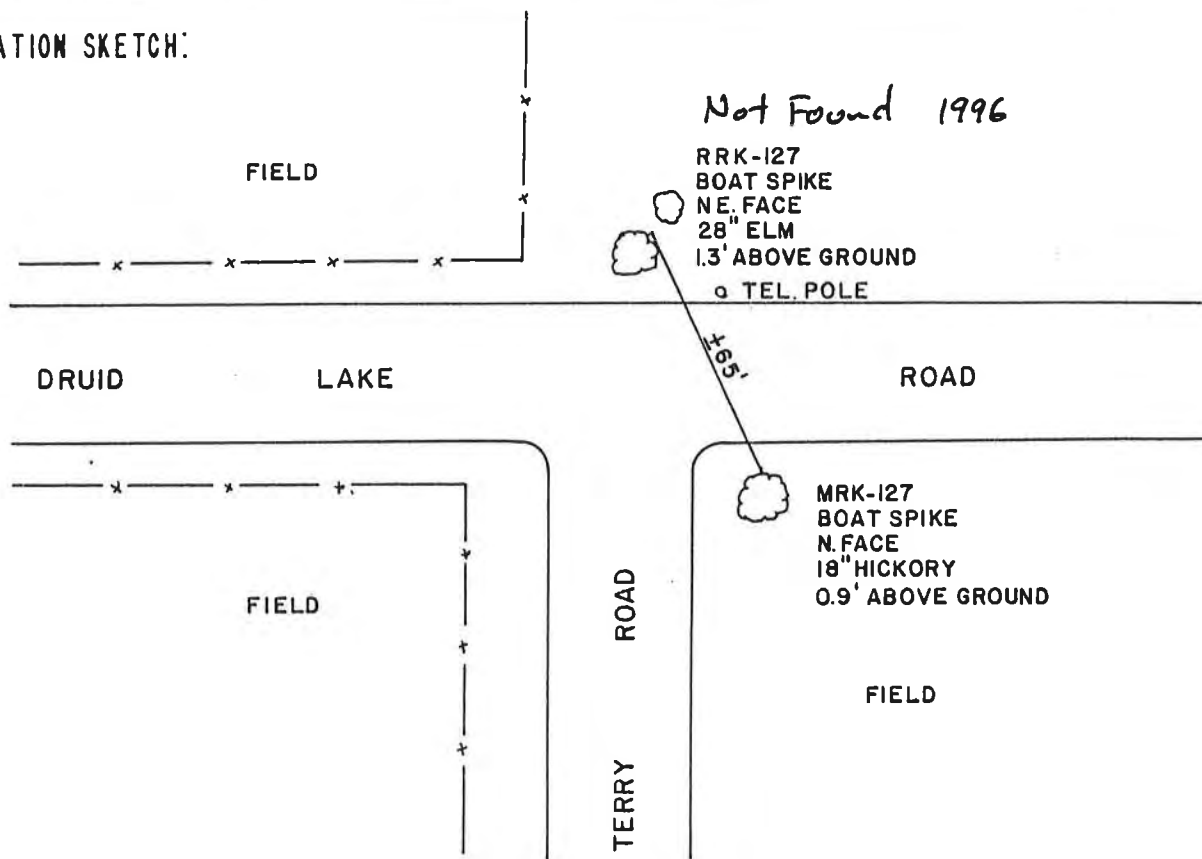 ATION SKETCH:
Not Found 1996
FIELD
RRK-127
BOAT SPIKE
NE. FACE
28" ELM
1.3' ABOVE GROUND
TEL. POLE
±65'
DRUID LAKE ROAD
MRK-127
BOAT SPIKE
N. FACE
18" HICKORY
0.9' ABOVE GROUND
FIELD
TERRY ROAD
FIELD